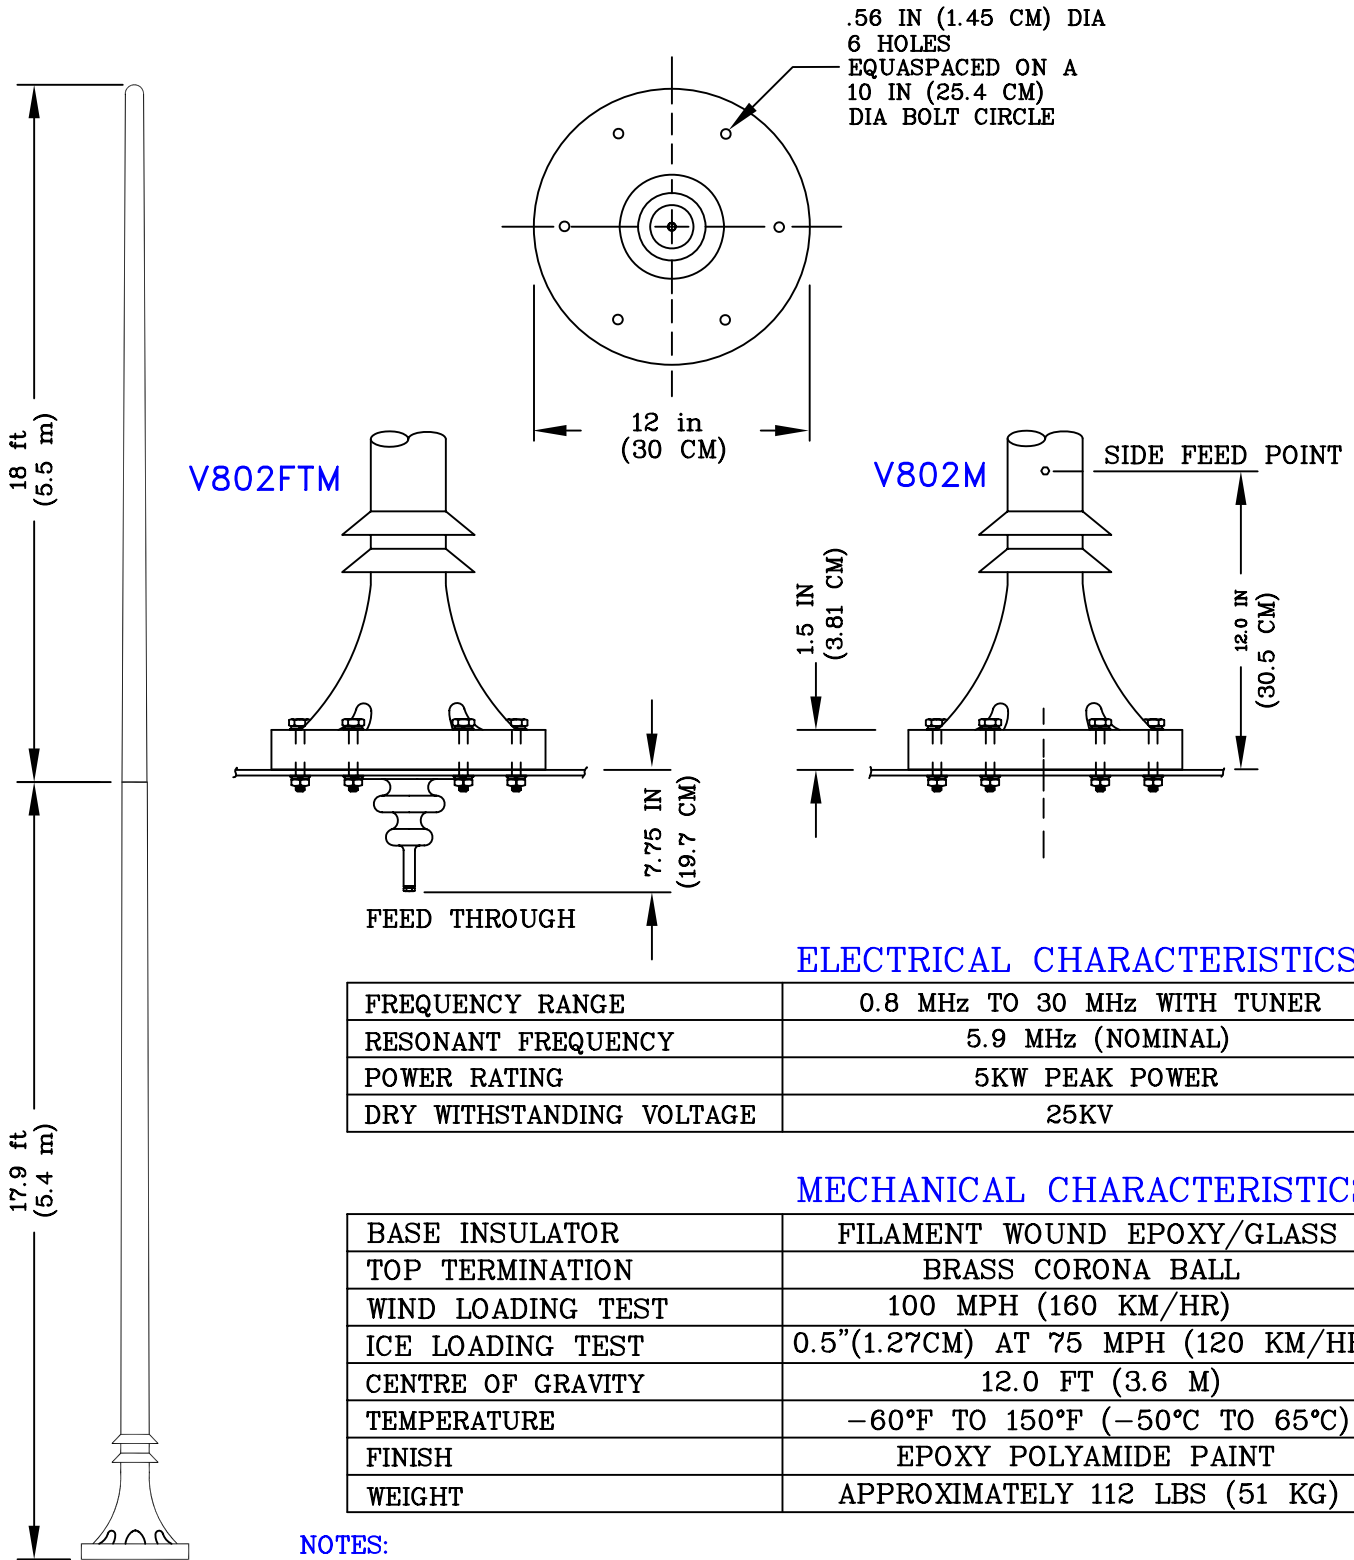 .56 IN (1.45 CM) DIA
6 HOLES
EQUASPACED ON A
10 IN (25.4 CM)
DIA BOLT CIRCLE
12 in
(30 CM)
18 ft
(5.5 m)
V802FTM
V802M
SIDE FEED POINT
1.5 IN
(3.81 CM)
12.0 IN
(30.5 CM)
7.75 IN
(19.7 CM)
FEED THROUGH
17.9 ft
(5.4 m)
ELECTRICAL CHARACTERISTICS
FREQUENCY RANGE 0.8 MHz TO 30 MHz WITH TUNER
RESONANT FREQUENCY 5.9 MHz (NOMINAL)
POWER RATING 5KW PEAK POWER
DRY WITHSTANDING VOLTAGE 25KV
MECHANICAL CHARACTERISTICS
BASE INSULATOR FILAMENT WOUND EPOXY/GLASS
TOP TERMINATION BRASS CORONA BALL
WIND LOADING TEST 100 MPH (160 KM/HR)
ICE LOADING TEST 0.5"(1.27CM) AT 75 MPH (120 KM/HR
CENTRE OF GRAVITY 12.0 FT (3.6 M)
TEMPERATURE -60°F TO 150°F (-50°C TO 65°C)
FINISH EPOXY POLYAMIDE PAINT
WEIGHT APPROXIMATELY 112 LBS (51 KG)
NOTES: